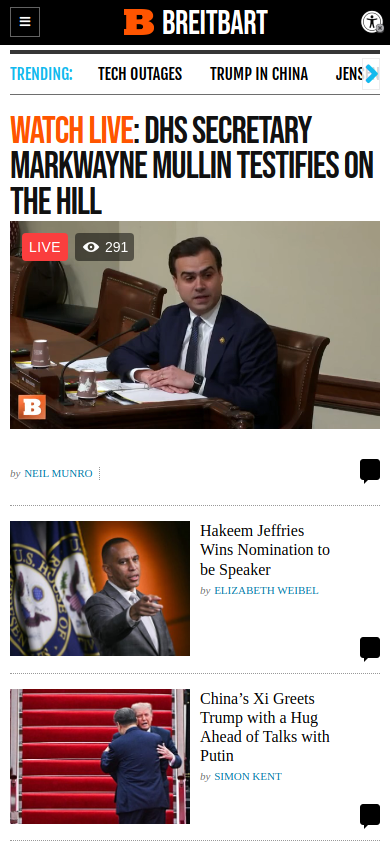 BREITBART
TRENDING:
TECH OUTAGES
TRUMP IN CHINA
JENS
WATCH LIVE: DHS SECRETARY
MARKWAYNE MULLIN TESTIFIES ON
THE HILL
LIVE
291
B
by NEIL MUNRO
Hakeem Jeffries
Wins Nomination to
be Speaker
by ELIZABETH WEIBEL
China’s Xi Greets
Trump with a Hug
Ahead of Talks with
Putin
by SIMON KENT